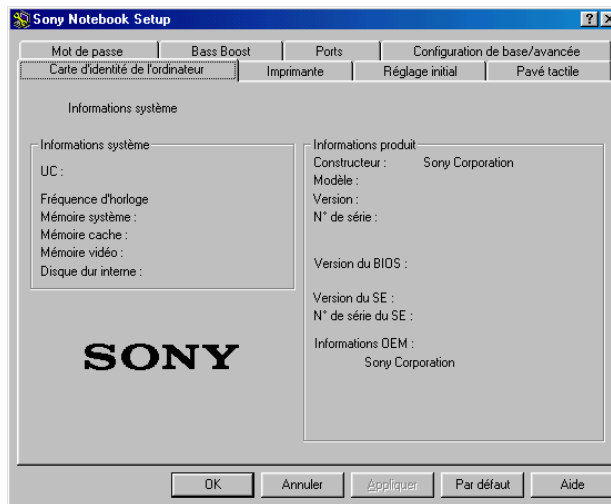 Sony Notebook Setup
Mot de passe
Bass Boost
Ports
Configuration de base/avancée
Carte d'identité de l'ordinateur
Imprimante
Réglage initial
Pavé tactile
Informations système
Informations système
UC :
Fréquence d'horloge
Mémoire système :
Mémoire cache :
Mémoire vidéo :
Disque dur interne :
SONY
Informations produit
Constructeur : Sony Corporation
Modèle :
Version :
N° de série :
Version du BIOS :
Version du SE :
N° de série du SE :
Informations OEM :
Sony Corporation
OK
Annuler
Appliquer
Par défaut
Aide